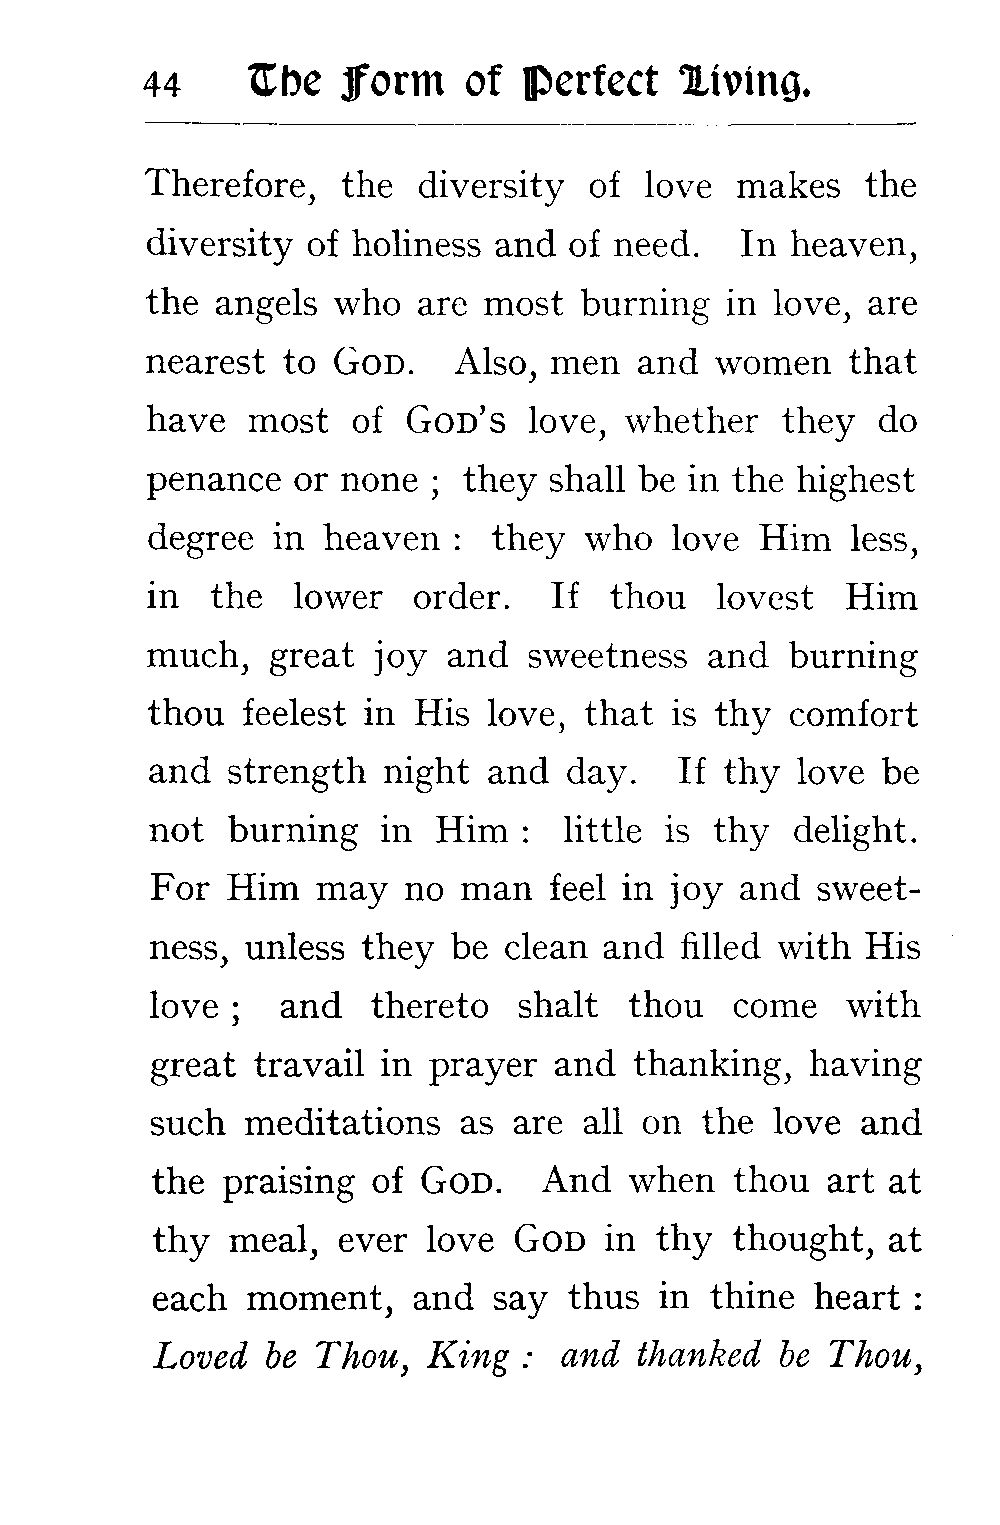 44 The Form of Perfect Living.
Therefore, the diversity of love makes the
diversity of holiness and of need. In heaven,
the angels who are most burning in love, are
nearest to GOD. Also, men and women that
have most of GOD'S love, whether they do
penance or none ; they shall be in the highest
degree in heaven : they who love Him less,
in the lower order. If thou lovest Him
much, great joy and sweetness and burning
thou feelest in His love, that is thy comfort
and strength night and day. If thy love be
not burning in Him : little is thy delight.
For Him may no man feel in joy and sweet-
ness, unless they be clean and filled with His
love ; and thereto shalt thou come with
great travail in prayer and thanking, having
such meditations as are all on the love and
the praising of GOD. And when thou art at
thy meal, ever love GOD in thy thought, at
each moment, and say thus in thine heart :
Loved be Thou, King : and thanked be Thou,